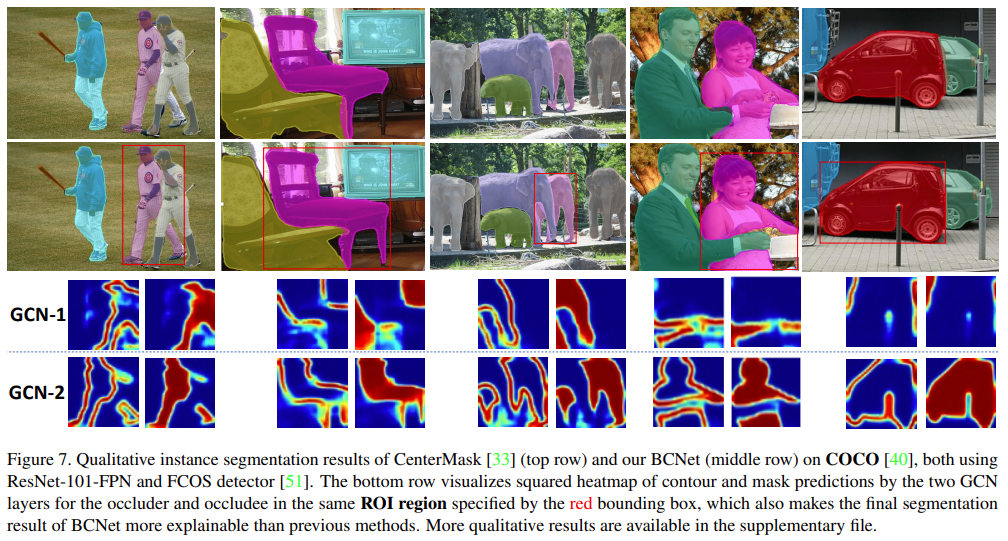 GCN-1
GCN-2
Figure 7. Qualitative instance segmentation results of CenterMask [33] (top row) and our BCNet (middle row) on COCO [40], both using
ResNet-101-FPN and FCOS detector [51]. The bottom row visualizes squared heatmap of contour and mask predictions by the two GCN
layers for the occluder and occludee in the same ROI region specified by the red bounding box, which also makes the final segmentation
result of BCNet more explainable than previous methods. More qualitative results are available in the supplementary file.